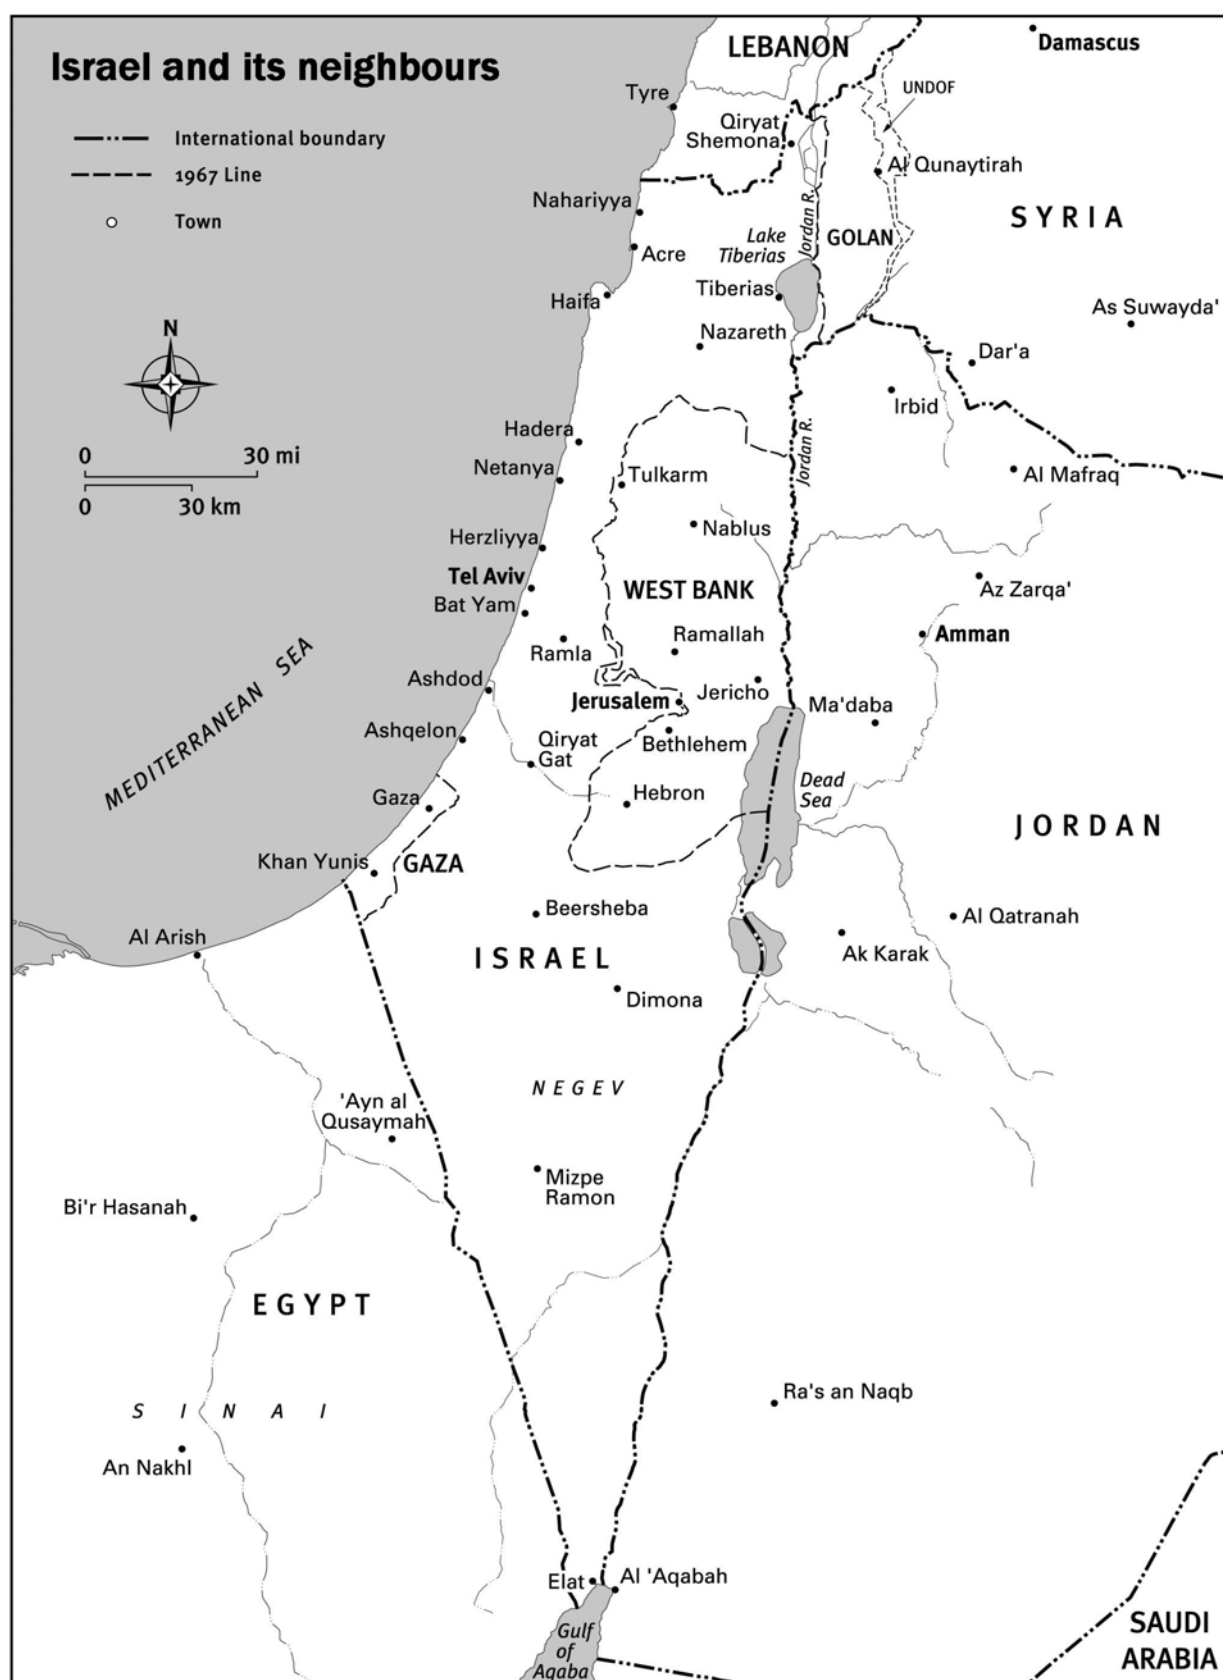 Israel and its neighbours
International boundary
1967 Line
Town
N
0 30 mi
0 30 km
LEBANON
Damascus
UNDOF
Tyre
Qiryat
Shemona
Al Qunaytirah
SYRIA
Nahariyya
Jordan R.
Lake
Tiberias
GOLAN
Acre
Haifa
Tiberias
As Suwayda'
Nazareth
Dar'a
Irbid
Hadera
Jordan R.
Netanya
Tulkarm
Al Mafraq
Nablus
Herzliyya
Tel Aviv
WEST BANK
Az Zarqa'
Bat Yam
Ramallah
Amman
Ramla
MEDITERRANEAN SEA
Ashdod
Jerusalem
Jericho
Ma'daba
Ashqelon
Qiryat
Gat
Bethlehem
Dead
Sea
Gaza
Hebron
JORDAN
Khan Yunis
GAZA
Beersheba
Al Qatranah
Al Arish
ISRAEL
Ak Karak
Dimona
NEGEV
'Ayn al
Qusaymah
Mizpe
Ramon
Bi'r Hasanah
EGYPT
Ra's an Naqb
SINAI
An Nakhl
Elat
Al 'Aqabah
Gulf
of
Aqaba
SAUDI
ARABIA